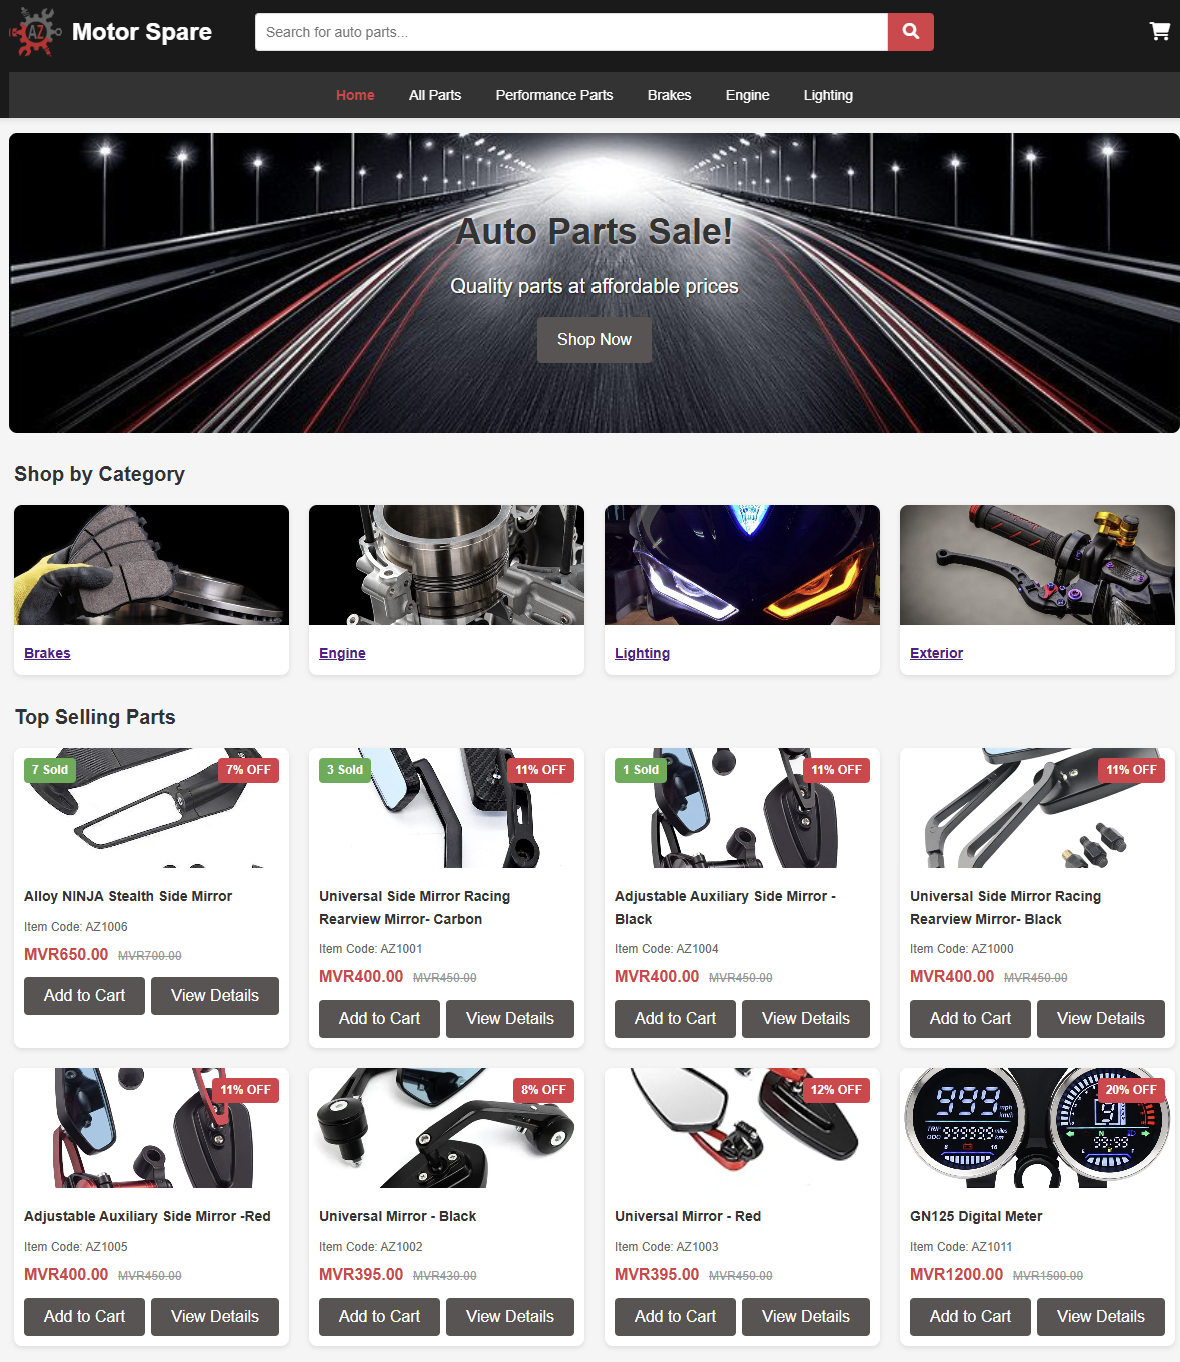 AZ
Motor Spare
Search for auto parts...
Home
All Parts
Performance Parts
Brakes
Engine
Lighting
Auto Parts Sale!
Quality parts at affordable prices
Shop Now
Shop by Category
Brakes
Engine
Lighting
Exterior
Top Selling Parts
7 Sold
7% OFF
Alloy NINJA Stealth Side Mirror
Item Code: AZ1006
MVR650.00 MVR700.00
Add to Cart
View Details
3 Sold
11% OFF
Universal Side Mirror Racing
Rearview Mirror- Carbon
Item Code: AZ1001
MVR400.00 MVR450.00
Add to Cart
View Details
1 Sold
11% OFF
Adjustable Auxiliary Side Mirror -
Black
Item Code: AZ1004
MVR400.00 MVR450.00
Add to Cart
View Details
11% OFF
Universal Side Mirror Racing
Rearview Mirror- Black
Item Code: AZ1000
MVR400.00 MVR450.00
Add to Cart
View Details
11% OFF
Adjustable Auxiliary Side Mirror -Red
Item Code: AZ1005
MVR400.00 MVR450.00
Add to Cart
View Details
8% OFF
Universal Mirror - Black
Item Code: AZ1002
MVR395.00 MVR430.00
Add to Cart
View Details
12% OFF
Universal Mirror - Red
Item Code: AZ1003
MVR395.00 MVR450.00
Add to Cart
View Details
20% OFF
999 mph
km/h
TRIP
ODO
miles
km
N
GN125 Digital Meter
Item Code: AZ1011
MVR1200.00 MVR1500.00
Add to Cart
View Details